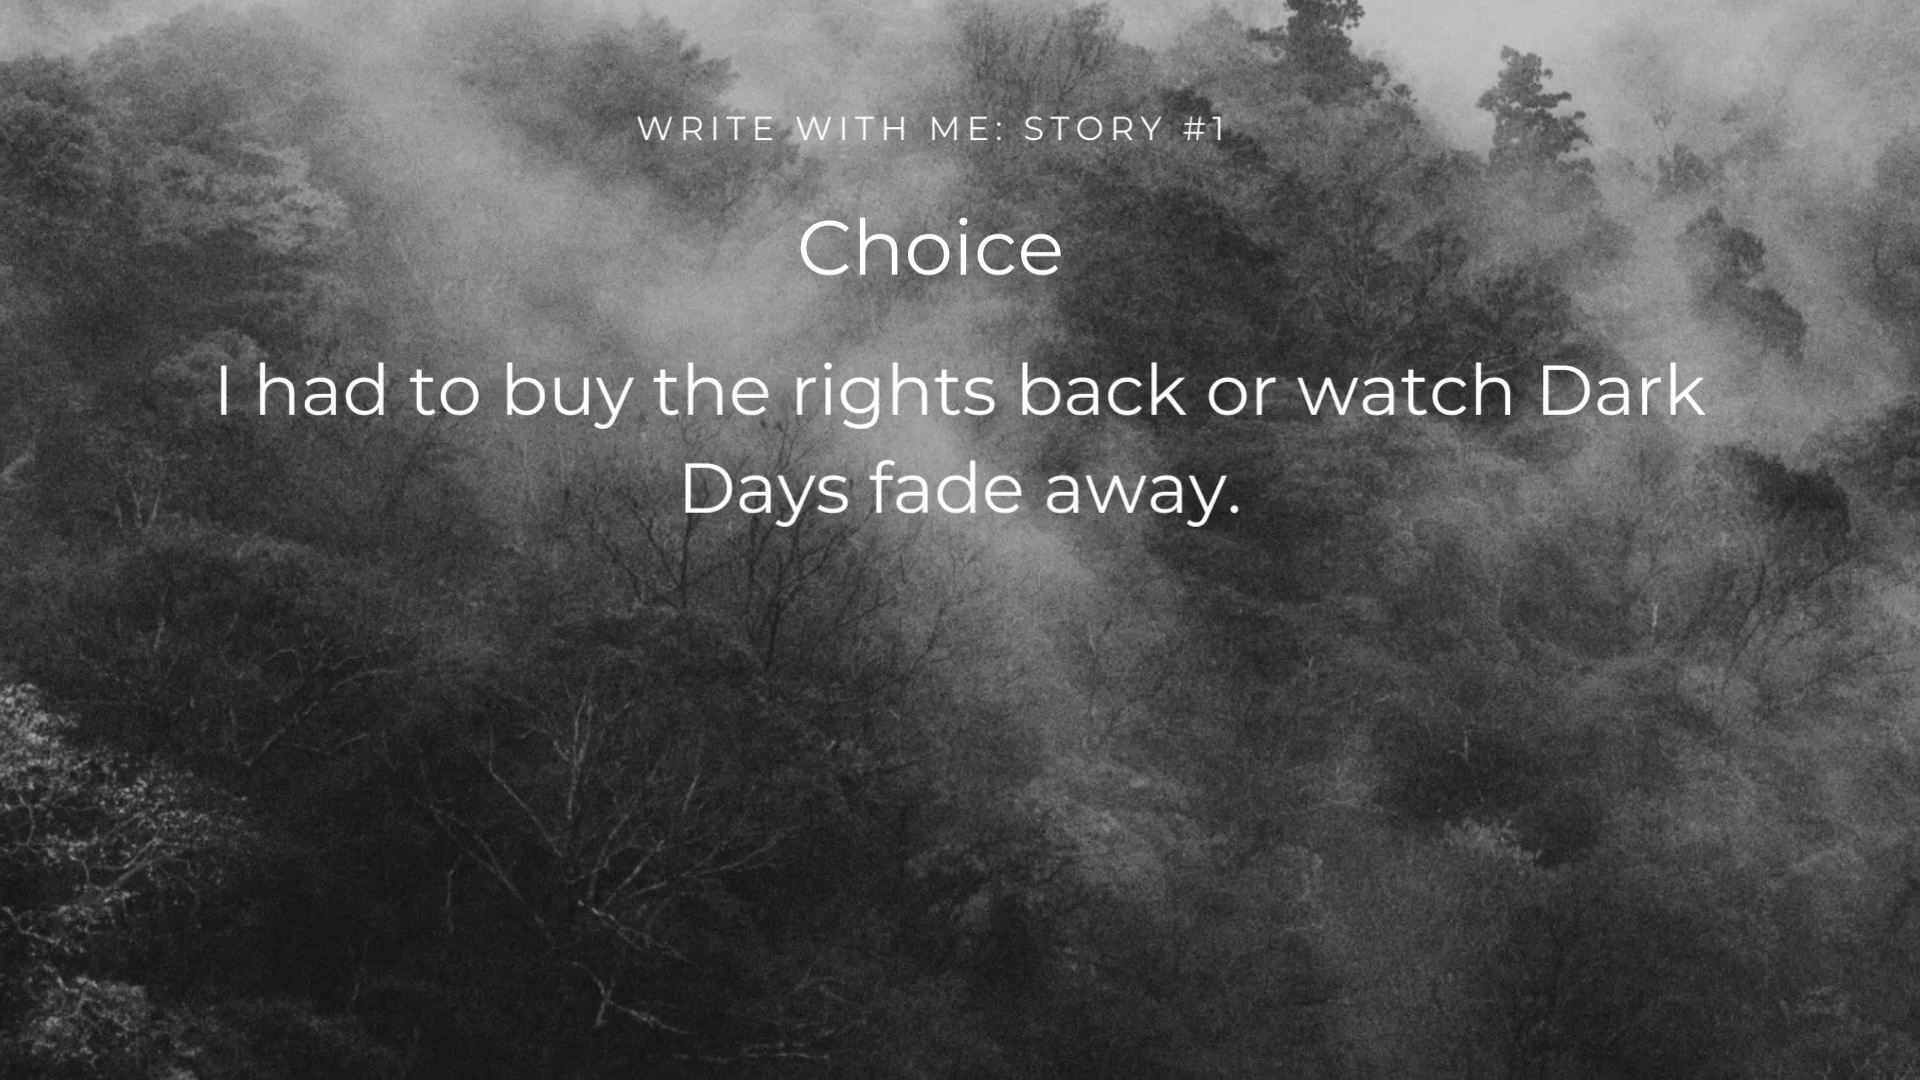 WRITE WITH ME: STORY #1
Choice
I had to buy the rights back or watch Dark
Days fade away.